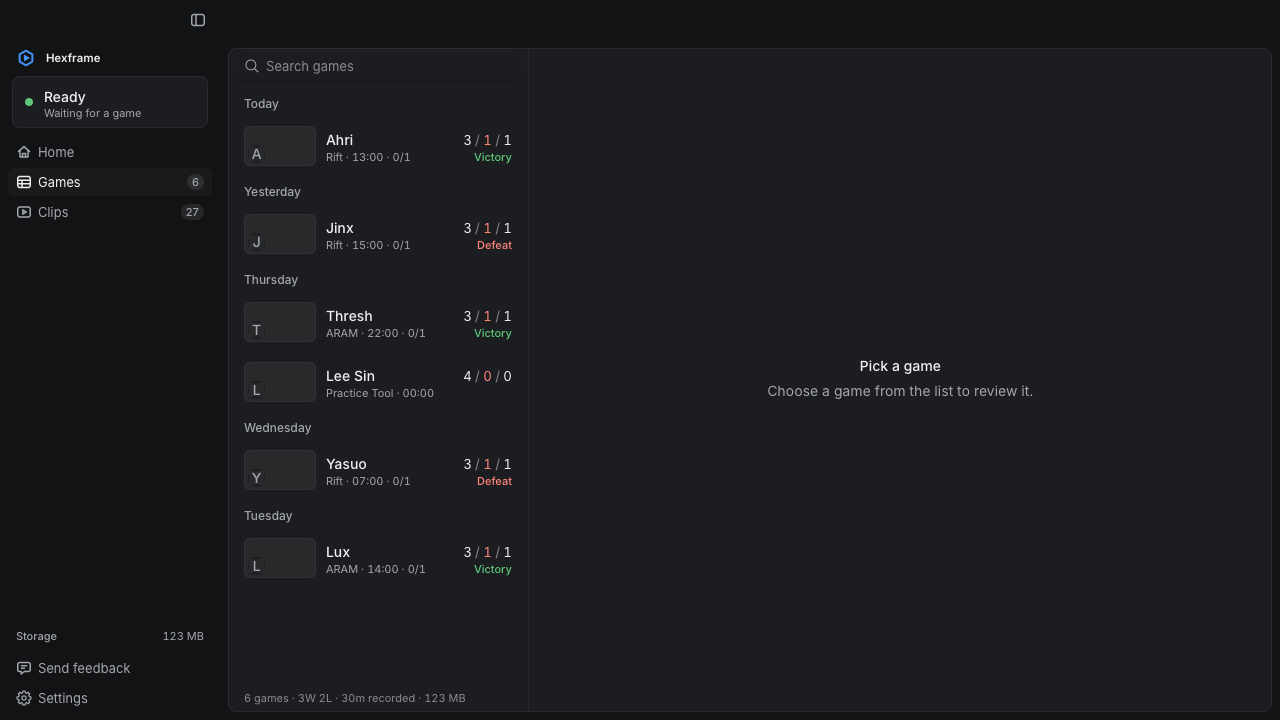 Hexframe
Ready
Waiting for a game
Home
Games 6
Clips 27
Storage 123 MB
Send feedback
Settings
Search games
Today
A
Ahri 3 / 1 / 1
Rift · 13:00 · 0/1 Victory
Yesterday
J
Jinx 3 / 1 / 1
Rift · 15:00 · 0/1 Defeat
Thursday
T
Thresh 3 / 1 / 1
ARAM · 22:00 · 0/1 Victory
L
Lee Sin 4 / 0 / 0
Practice Tool · 00:00
Wednesday
Y
Yasuo 3 / 1 / 1
Rift · 07:00 · 0/1 Defeat
Tuesday
L
Lux 3 / 1 / 1
ARAM · 14:00 · 0/1 Victory
6 games · 3W 2L · 30m recorded · 123 MB
Pick a game
Choose a game from the list to review it.